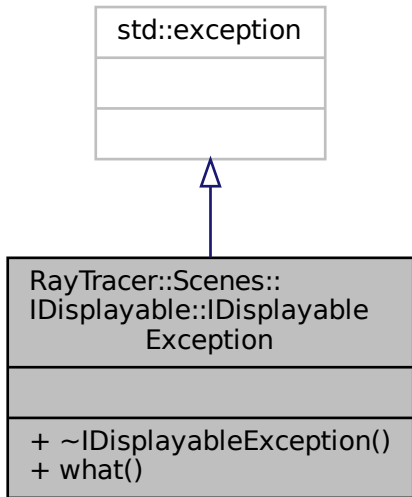 std::exception
RayTracer::Scenes::
IDisplayable::IDisplayable
Exception
+ ~IDisplayableException()
+ what()